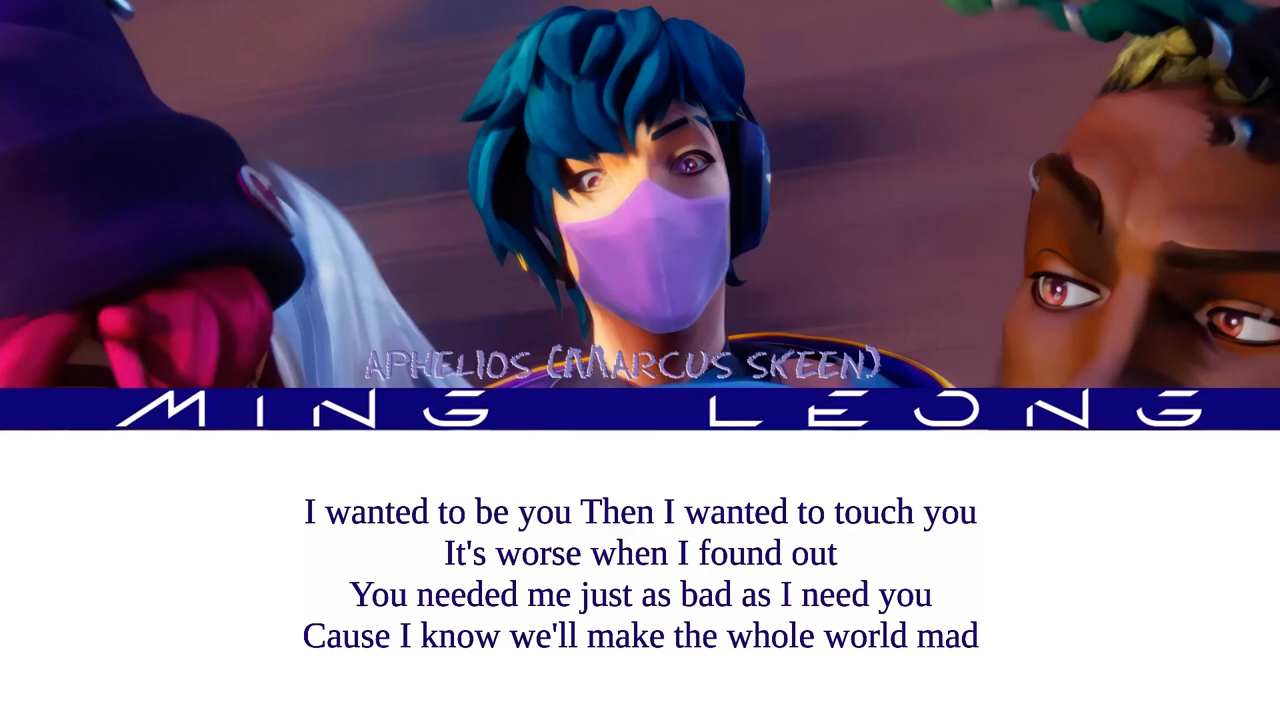 APHELIOS (MARCUS SKEEN)
MING LEONG
I wanted to be you Then I wanted to touch you
It's worse when I found out
You needed me just as bad as I need you
Cause I know we'll make the whole world mad